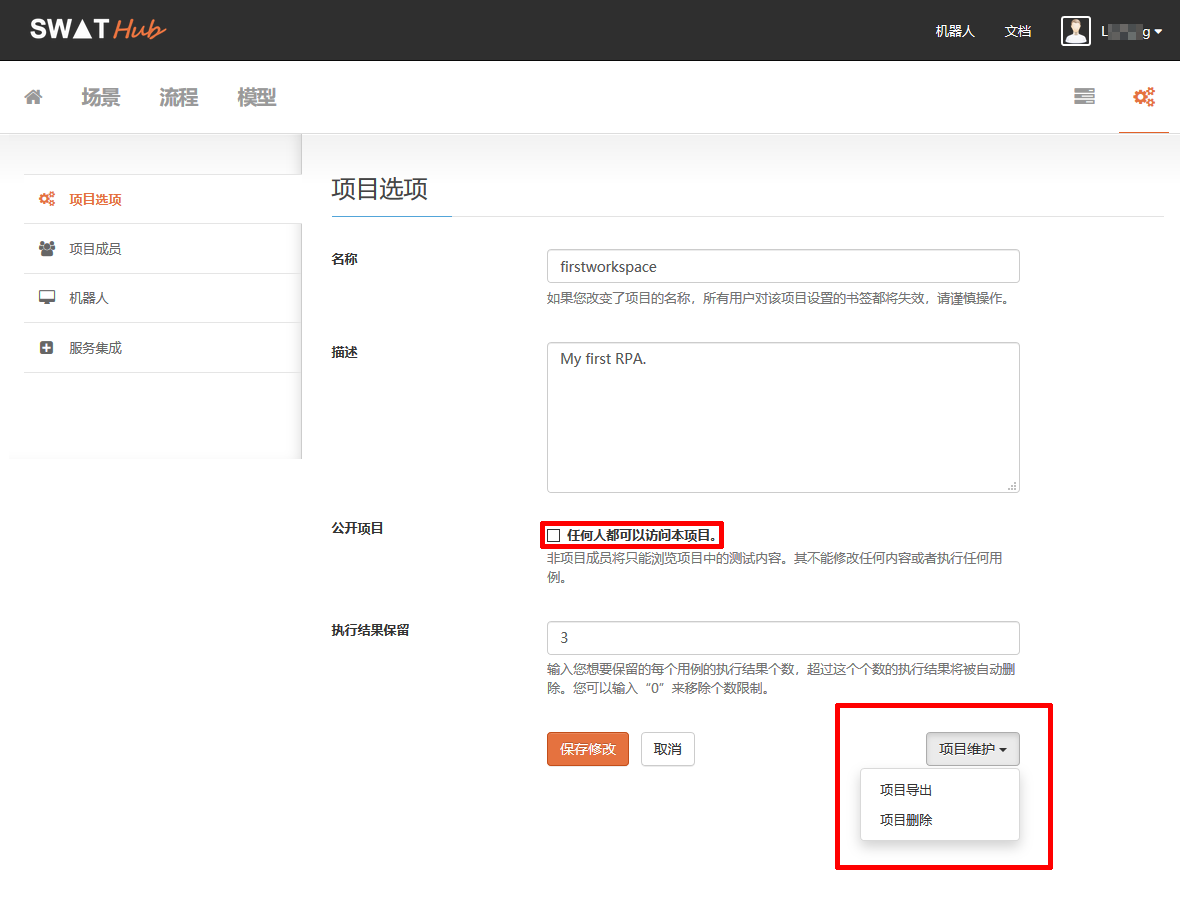 SWAT Hub
机器人 文档
场景 流程 模型
项目选项
项目成员
机器人
服务集成
项目选项
名称
firstworkspace
如果您改变了项目的名称，所有用户对该项目设置的书签都将失效，请谨慎操作。
描述
My first RPA.
公开项目
任何人都可以访问本项目。
非项目成员将只能浏览项目中的测试内容。其不能修改任何内容或者执行任何用
例。
执行结果保留
3
输入您想要保留的每个用例的执行结果个数，超过这个个数的执行结果将被自动删
除。您可以输入“0”来移除个数限制。
保存修改 取消 项目维护
项目导出
项目删除